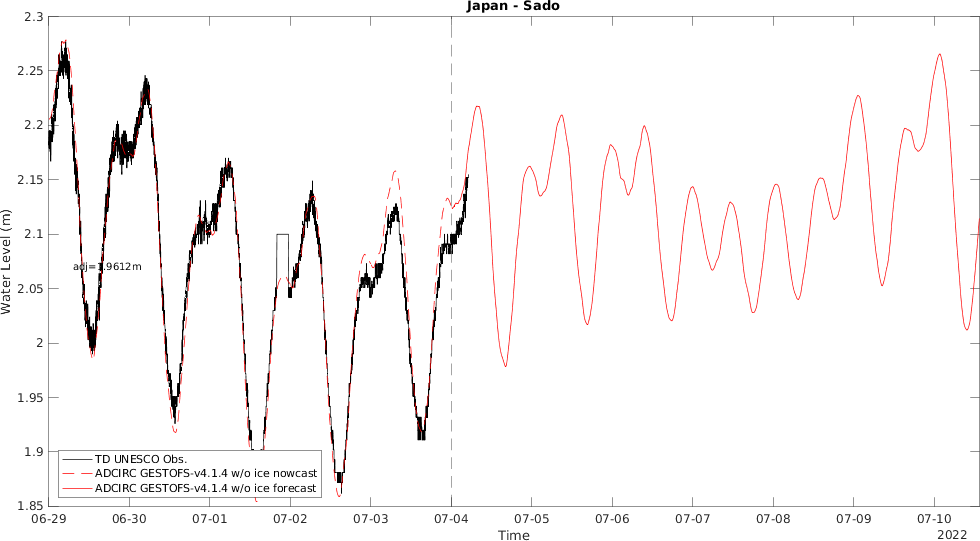 Japan - Sado
2.3
2.25
2.2
2.15
2.1
2.05
2
1.95
1.9
1.85
Water Level (m)
adj=1.9612m
TD UNESCO Obs.
ADCIRC GESTOFS-v4.1.4 w/o ice nowcast
ADCIRC GESTOFS-v4.1.4 w/o ice forecast
06-29 06-30 07-01 07-02 07-03 07-04 07-05 07-06 07-07 07-08 07-09 07-10
Time
2022